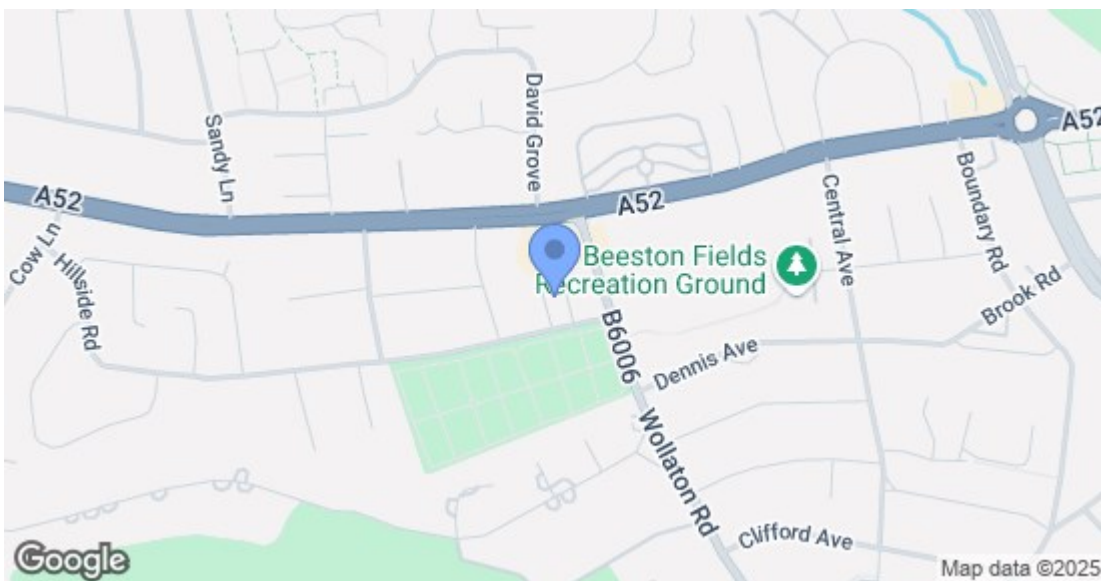 David Grove
Sandy Ln
A52
A52
A52
Cow Ln
Hillside Rd
Central Ave
Boundary Rd
Beeston Fields
Recreation Ground
Brook Rd
B6006
Dennis Ave
Wollaton Rd
Clifford Ave
Google
Map data ©2025